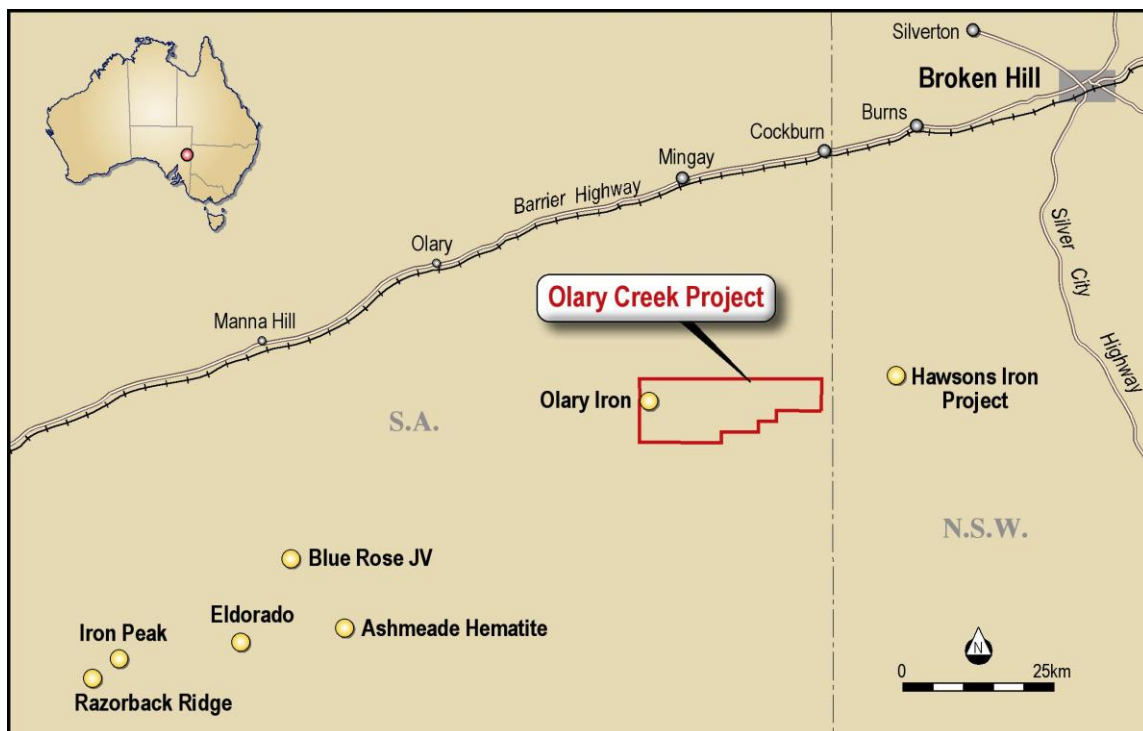 Silverton
Broken Hill
Burns
Cockburn
Mingay
Barrier Highway
Olary
Manna Hill
Silver City Highway
Olary Creek Project
Olary Iron
Hawsons Iron
Project
S.A.
N.S.W.
Blue Rose JV
Eldorado
Ashmeade Hematite
Iron Peak
Razorback Ridge
N
0 25km